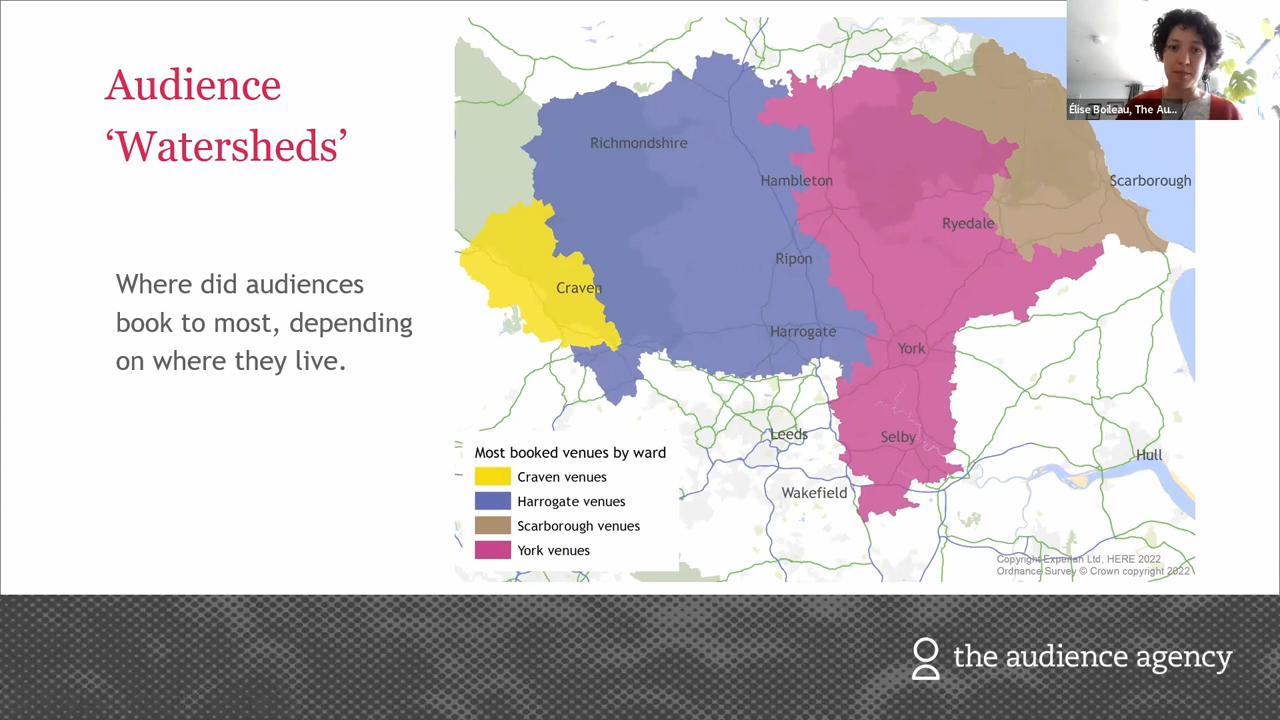 Audience
‘Watersheds’
Where did audiences
book to most, depending
on where they live.
Richmondshire
Hambleton
Scarborough
Ryedale
Ripon
Craven
Harrogate
York
Leeds
Selby
Hull
Wakefield
Most booked venues by ward
Craven venues
Harrogate venues
Scarborough venues
York venues
Copyright Experian Ltd, HERE 2022
Ordnance Survey © Crown copyright 2022
Élise Boileau, The Au...
the audience agency